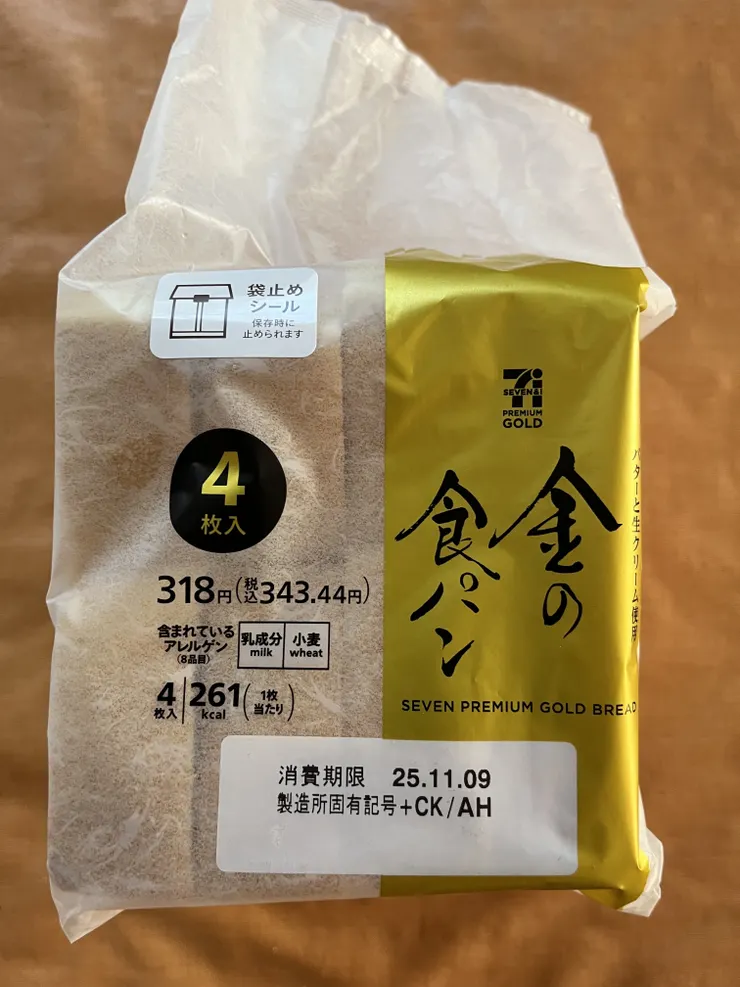 袋止め
シール
保存時に
止められます
7i
SEVEN&i
PREMIUM
GOLD
金の
食パン
バターと生クリーム使用
SEVEN PREMIUM GOLD BREAD
4
枚入
318円(税込343.44円)
含まれている
アレルゲン
(8品目)
乳成分
milk
小麦
wheat
4枚入
261kcal
(1枚当たり)
消費期限 25.11.09
製造所固有記号+CK/AH